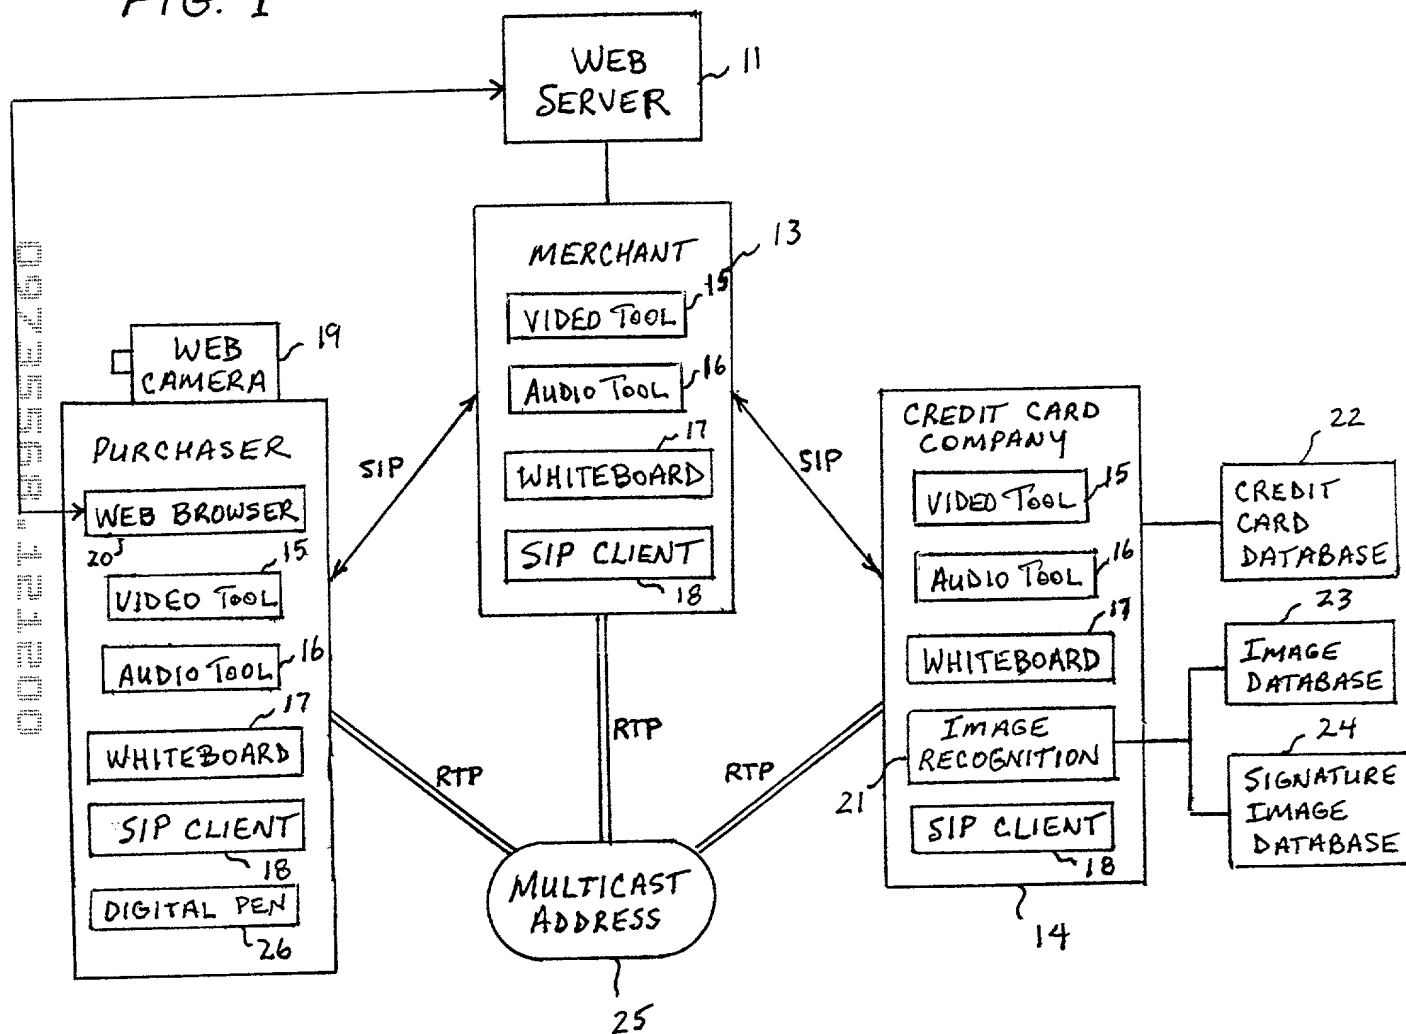 FIG. 1
WEB
SERVER
11
MERCHANT
13
VIDEO TOOL
15
AUDIO TOOL
16
WHITEBOARD
17
SIP CLIENT
18
WEB
CAMERA
19
PURCHASER
WEB BROWSER
20
VIDEO TOOL
15
AUDIO TOOL
16
WHITEBOARD
17
SIP CLIENT
18
DIGITAL PEN
26
SIP
SIP
CREDIT CARD
COMPANY
VIDEO TOOL
15
AUDIO TOOL
16
WHITEBOARD
17
IMAGE
RECOGNITION
21
SIP CLIENT
18
14
22
CREDIT
CARD
DATABASE
23
IMAGE
DATABASE
24
SIGNATURE
IMAGE
DATABASE
RTP
RTP
RTP
MULTICAST
ADDRESS
25